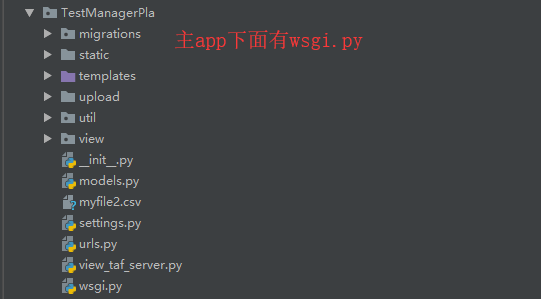 TestManagerPla
migrations
主app下面有wsgi.py
static
templates
upload
util
view
__init__.py
models.py
myfile2.csv
settings.py
urls.py
view_taf_server.py
wsgi.py